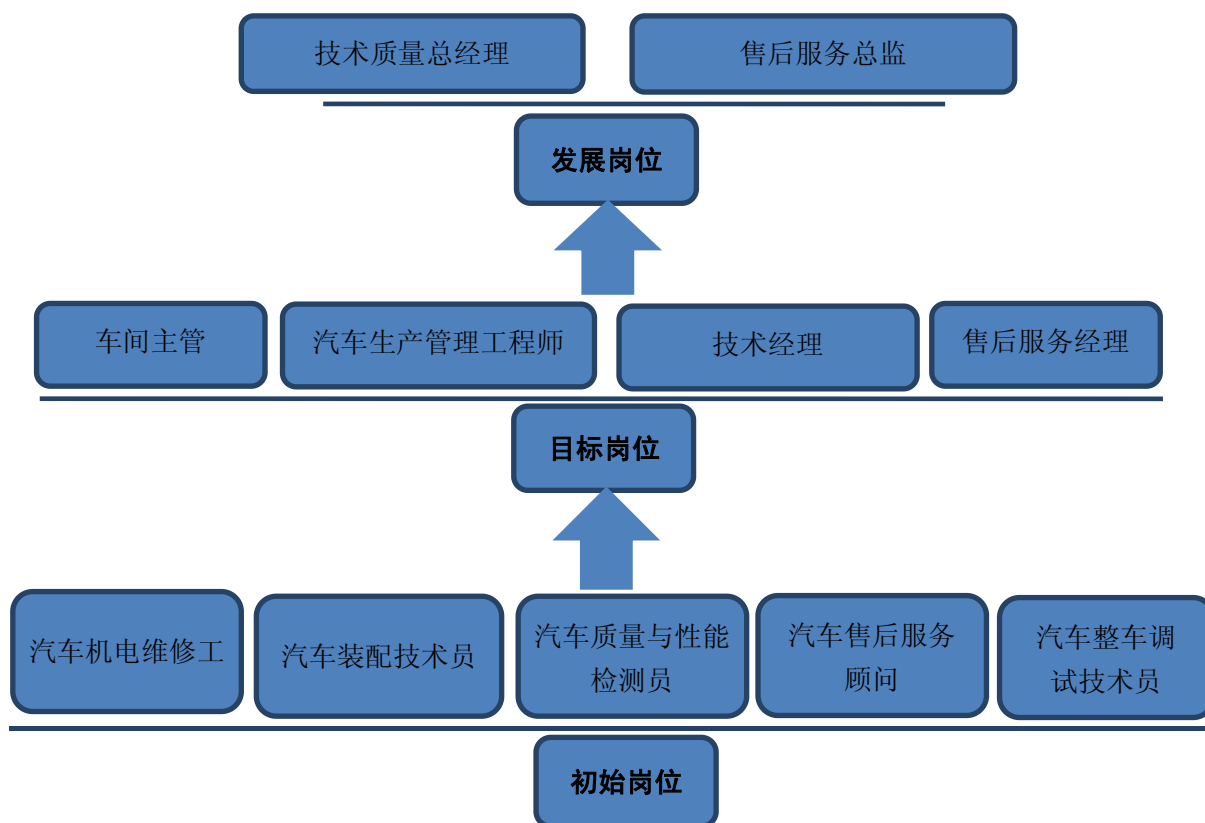 技术质量总经理
售后服务总监
发展岗位
车间主管
汽车生产管理工程师
技术经理
售后服务经理
目标岗位
汽车机电维修工
汽车装配技术员
汽车质量与性能
检测员
汽车售后服务
顾问
汽车整车调
试技术员
初始岗位